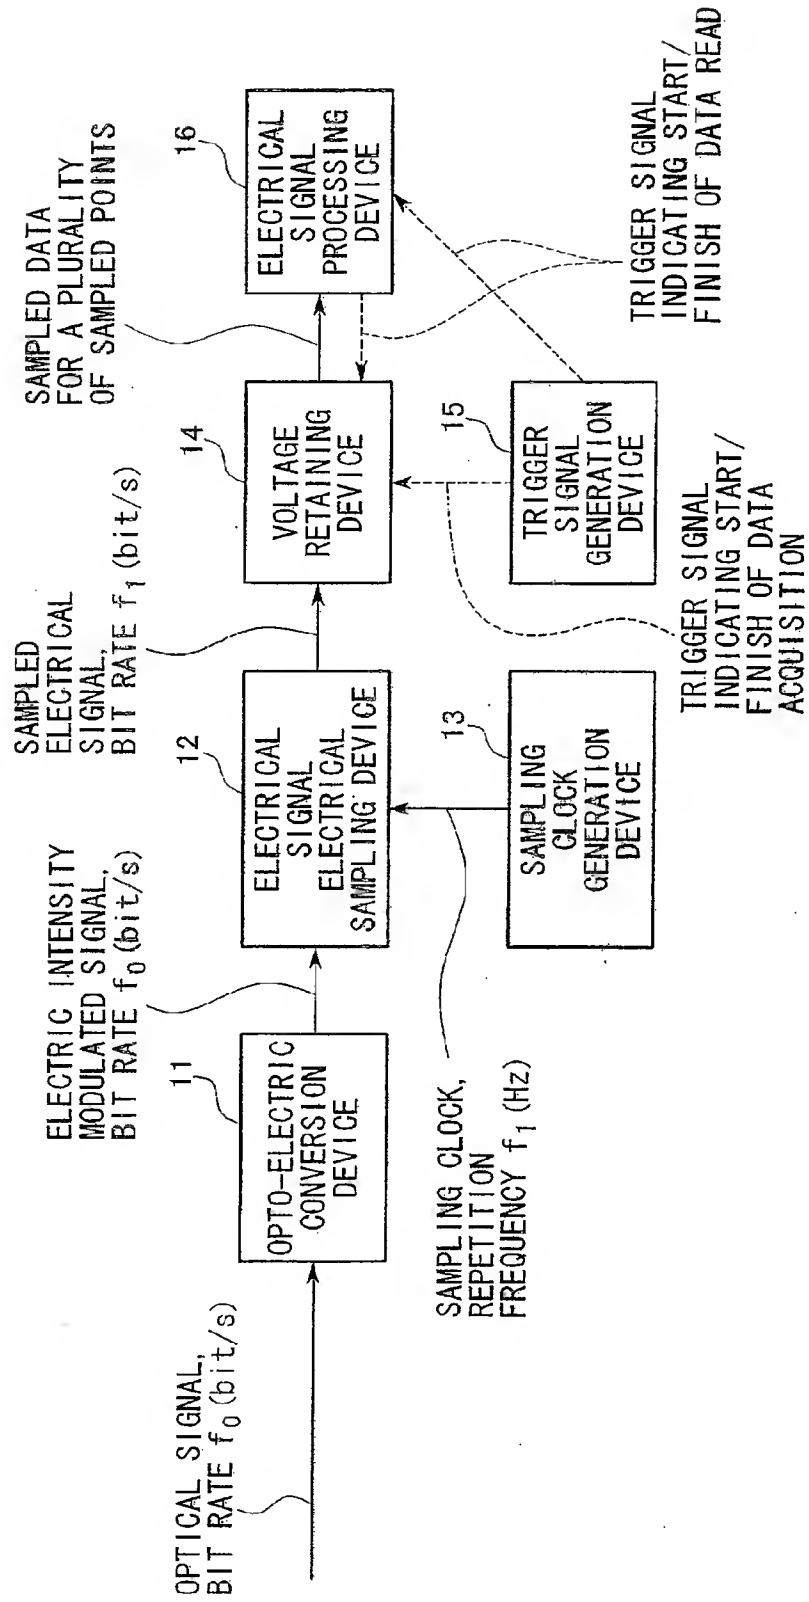 OPTICAL SIGNAL,
BIT RATE f₀(bit/s)
11
OPTO-ELECTRIC
CONVERSION
DEVICE
ELECTRIC INTENSITY
MODULATED SIGNAL,
BIT RATE f₀(bit/s)
12
ELECTRICAL
SIGNAL
ELECTRICAL
SAMPLING DEVICE
SAMPLING CLOCK,
REPETITION
FREQUENCY f₁(Hz)
13
SAMPLING
CLOCK
GENERATION
DEVICE
SAMPLED
ELECTRICAL
SIGNAL,
BIT RATE f₁(bit/s)
14
VOLTAGE
RETAINING
DEVICE
15
TRIGGER
SIGNAL
GENERATION
DEVICE
TRIGGER SIGNAL
INDICATING START/
FINISH OF DATA
ACQUISITION
SAMPLED DATA
FOR A PLURALITY
OF SAMPLED POINTS
16
ELECTRICAL
SIGNAL
PROCESSING
DEVICE
TRIGGER SIGNAL
INDICATING START/
FINISH OF DATA READ